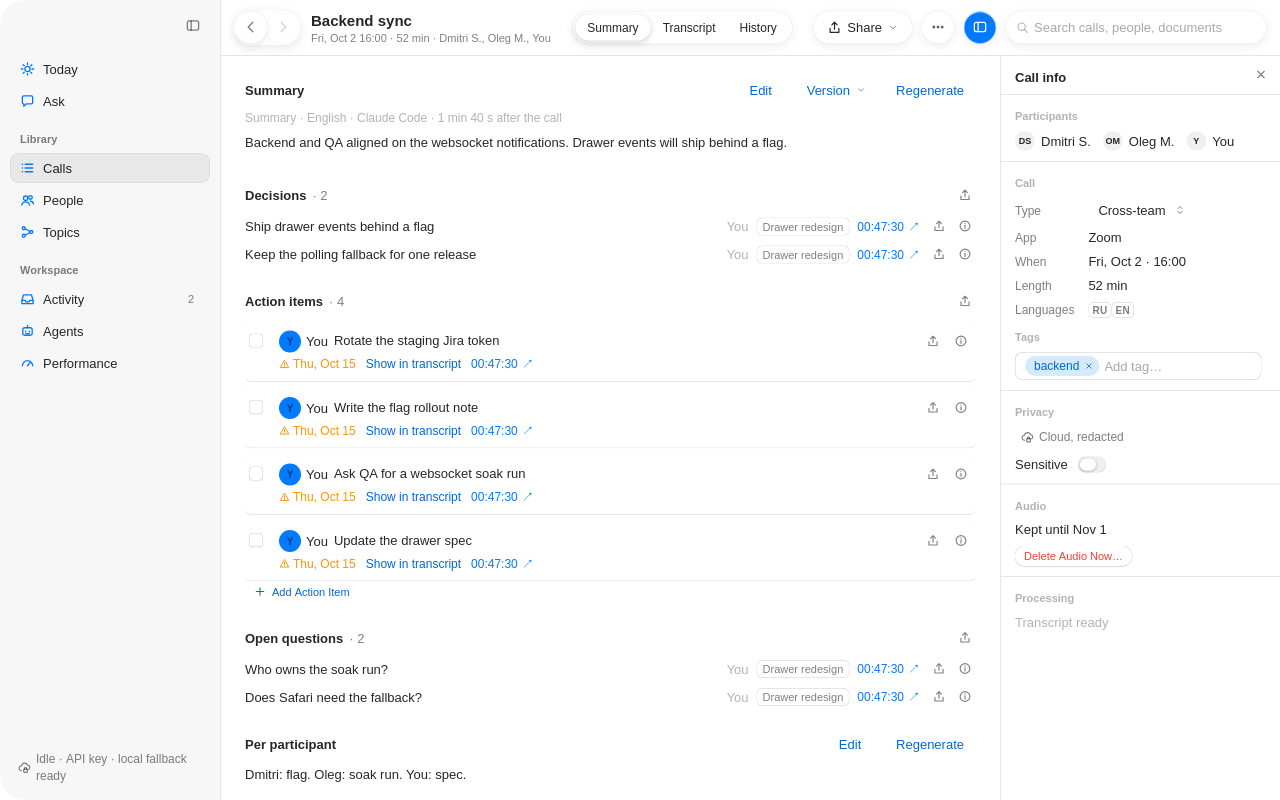 Today
Ask
Library
Calls
People
Topics
Workspace
Activity 2
Agents
Performance
Idle · API key · local fallback
ready
Backend sync
Fri, Oct 2 16:00 · 52 min · Dmitri S., Oleg M., You
Summary Transcript History
Share
Search calls, people, documents
Summary Edit Version Regenerate
Summary · English · Claude Code · 1 min 40 s after the call
Backend and QA aligned on the websocket notifications. Drawer events will ship behind a flag.
Decisions · 2
Ship drawer events behind a flag You Drawer redesign 00:47:30
Keep the polling fallback for one release You Drawer redesign 00:47:30
Action items · 4
Y You Rotate the staging Jira token
Thu, Oct 15 Show in transcript 00:47:30
Y You Write the flag rollout note
Thu, Oct 15 Show in transcript 00:47:30
Y You Ask QA for a websocket soak run
Thu, Oct 15 Show in transcript 00:47:30
Y You Update the drawer spec
Thu, Oct 15 Show in transcript 00:47:30
Add Action Item
Open questions · 2
Who owns the soak run? You Drawer redesign 00:47:30
Does Safari need the fallback? You Drawer redesign 00:47:30
Per participant Edit Regenerate
Dmitri: flag. Oleg: soak run. You: spec.
Call info
Participants
DS Dmitri S. OM Oleg M. Y You
Call
Type Cross-team
App Zoom
When Fri, Oct 2 · 16:00
Length 52 min
Languages RU EN
Tags
backend Add tag…
Privacy
Cloud, redacted
Sensitive
Audio
Kept until Nov 1
Delete Audio Now…
Processing
Transcript ready